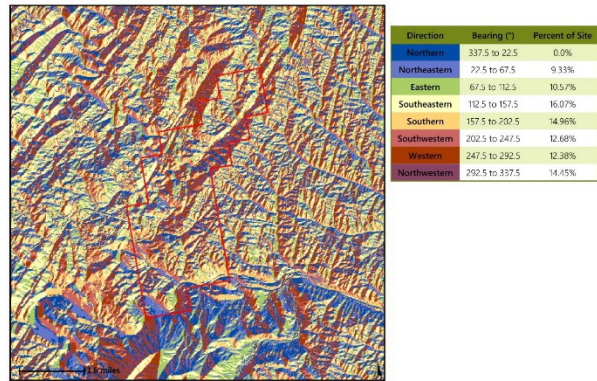 Direction Bearing (°) Percent of Site
Northern 337.5 to 22.5 0.0%
Northeastern 22.5 to 67.5 9.33%
Eastern 67.5 to 112.5 10.57%
Southeastern 112.5 to 157.5 16.07%
Southern 157.5 to 202.5 14.96%
Southwestern 202.5 to 247.5 12.68%
Western 247.5 to 292.5 12.38%
Northwestern 292.5 to 337.5 14.45%
miles